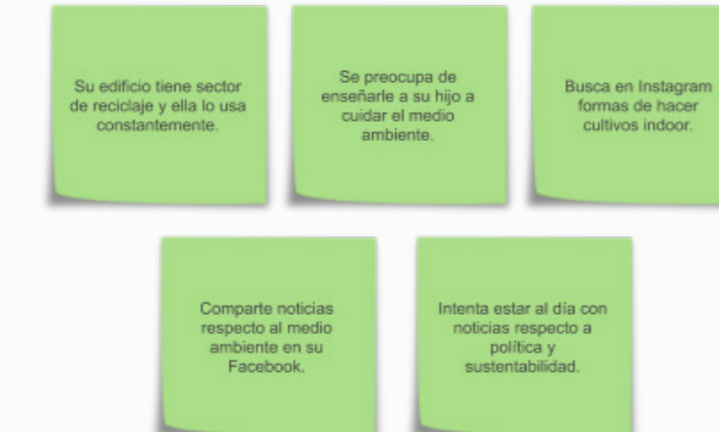 Su edificio tiene sector
de reciclaje y ella lo usa
constantemente.
Se preocupa de
enseñarle a su hijo a
cuidar el medio
ambiente.
Busca en Instagram
formas de hacer
cultivos indoor.
Comparte noticias
respecto al medio
ambiente en su
Facebook.
Intenta estar al día con
noticias respecto a
política y
sustentabilidad.